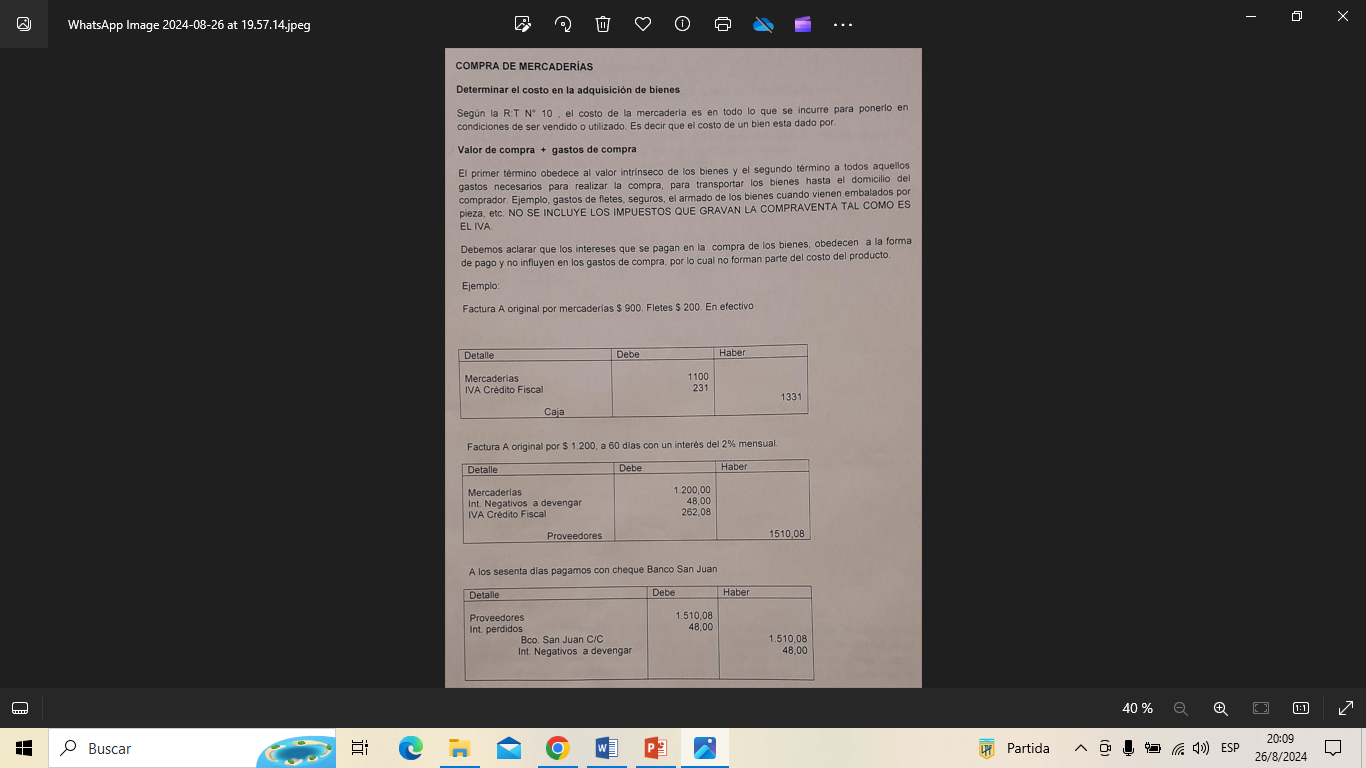 WhatsApp Image 2024-08-26 at 19.57.14.jpeg
COMPRA DE MERCADERÍAS
Determinar el costo en la adquisición de bienes
Según la R.T N° 10 , el costo de la mercadería es en todo lo que se incurre para ponerlo en
condiciones de ser vendido o utilizado. Es decir que el costo de un bien esta dado por.
Valor de compra + gastos de compra
El primer término obedece al valor intrínseco de los bienes y el segundo término a todos aquellos
gastos necesarios para realizar la compra, para transportar los bienes hasta el domicilio del
comprador. Ejemplo, gastos de fletes, seguros, el armado de los bienes cuando vienen embalados por
pieza, etc. NO SE INCLUYE LOS IMPUESTOS QUE GRAVAN LA COMPRAVENTA TAL COMO ES
EL IVA.
Debemos aclarar que los intereses que se pagan en la compra de los bienes, obedecen a la forma
de pago y no influyen en los gastos de compra, por lo cual no forman parte del costo del producto.
Ejemplo:
Factura A original por mercaderías $ 900. Fletes $ 200. En efectivo
Detalle Debe Haber
Mercaderías 1100
IVA Crédito Fiscal 231
1331
Caja
Factura A original por $ 1.200, a 60 días con un interés del 2% mensual.
Detalle Debe Haber
Mercaderías 1.200,00
Int. Negativos a devengar 48,00
IVA Crédito Fiscal 262,08
Proveedores 1510,08
A los sesenta días pagamos con cheque Banco San Juan
Detalle Debe Haber
Proveedores 1.510,08
Int. perdidos 48,00
Bco. San Juan C/C 1.510,08
Int. Negativos a devengar 48,00
40 %
1:1
Buscar
Partida
ESP
20:09
26/8/2024